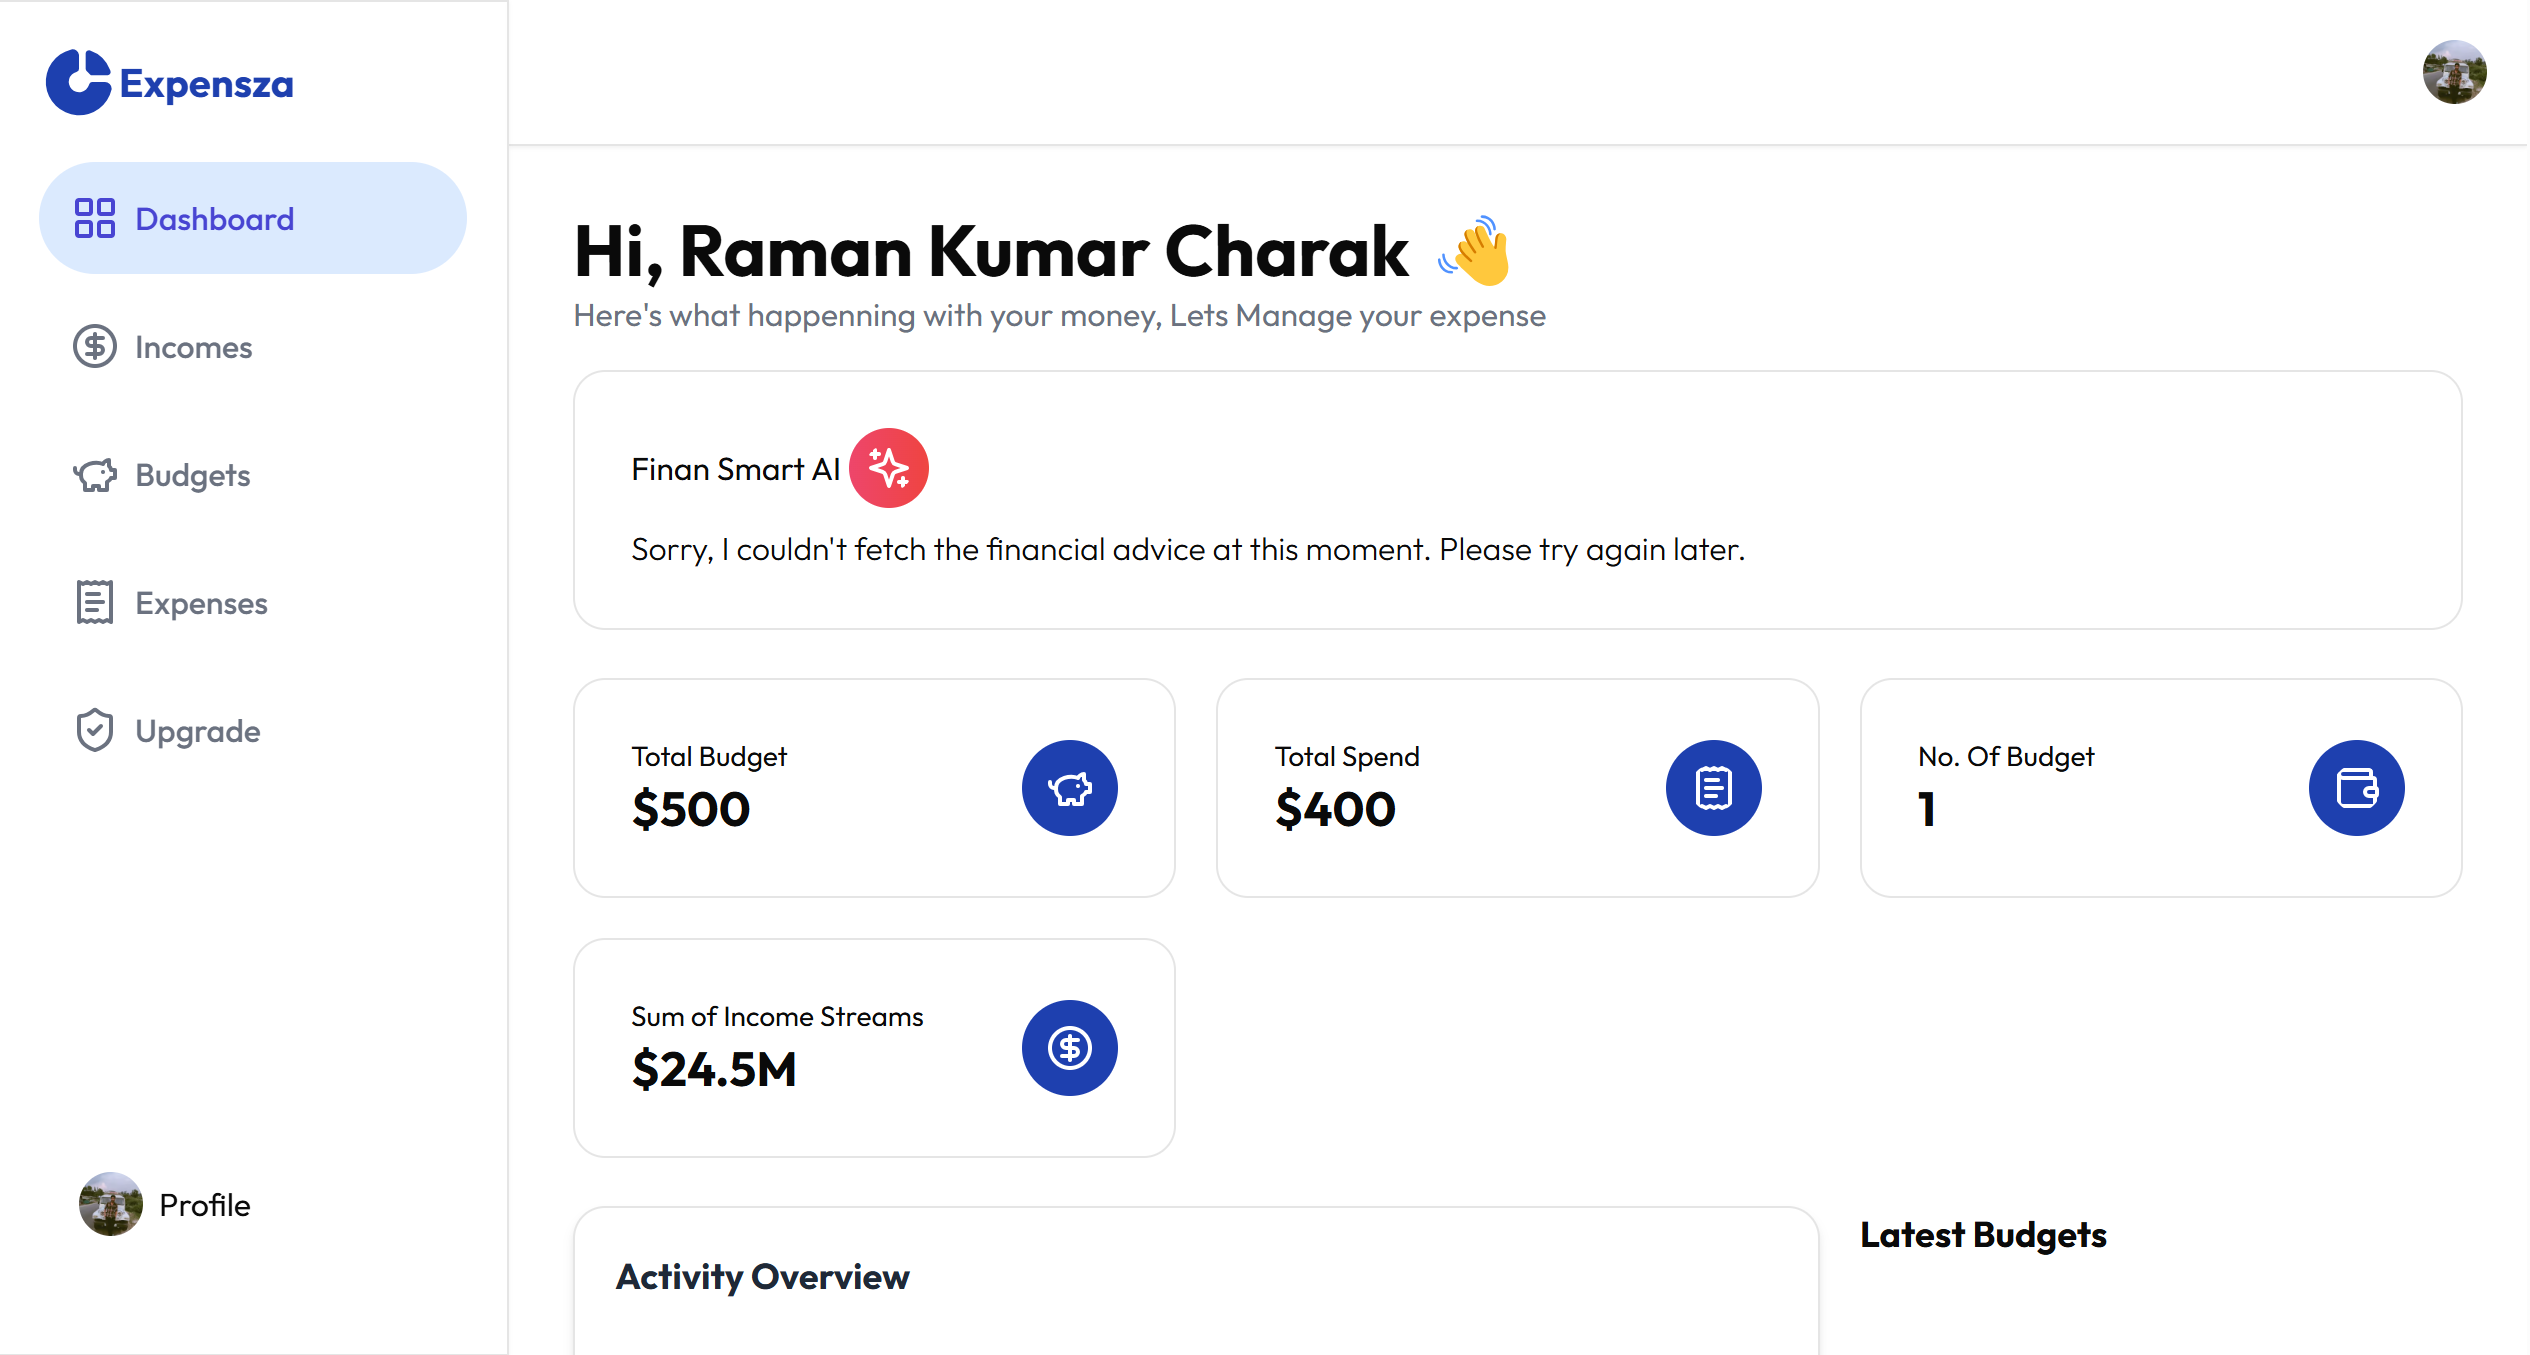 Expensza
Dashboard
Incomes
Budgets
Expenses
Upgrade
Profile
Hi, Raman Kumar Charak 👋
Here's what happenning with your money, Lets Manage your expense
Finan Smart AI
Sorry, I couldn't fetch the financial advice at this moment. Please try again later.
Total Budget
$500
Total Spend
$400
No. Of Budget
1
Sum of Income Streams
$24.5M
Activity Overview
Latest Budgets